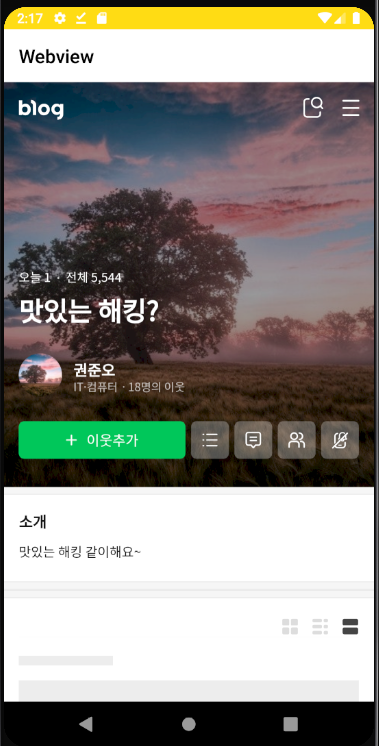 2:17
Webview
blog
오늘 1 · 전체 5,544
맛있는 해킹?
권준오
IT·컴퓨터 · 18명의 이웃
+ 이웃추가
소개
맛있는 해킹 같이해요~